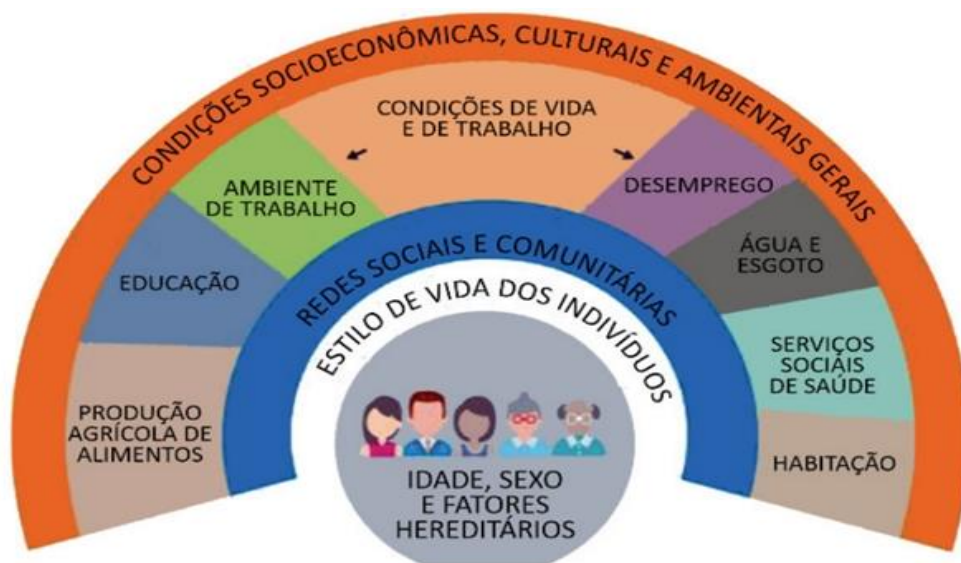 CONDIÇÕES SOCIOECONÔMICAS, CULTURAIS E AMBIENTAIS GERAIS
CONDIÇÕES DE VIDA
E DE TRABALHO
AMBIENTE
DE TRABALHO
DESEMPREGO
EDUCAÇÃO
ÁGUA E
ESGOTO
PRODUÇÃO
AGRÍCOLA DE
ALIMENTOS
SERVIÇOS
SOCIAIS
DE SAÚDE
HABITAÇÃO
REDES SOCIAIS E COMUNITÁRIAS
ESTILO DE VIDA DOS INDIVÍDUOS
IDADE, SEXO
E FATORES
HEREDITÁRIOS